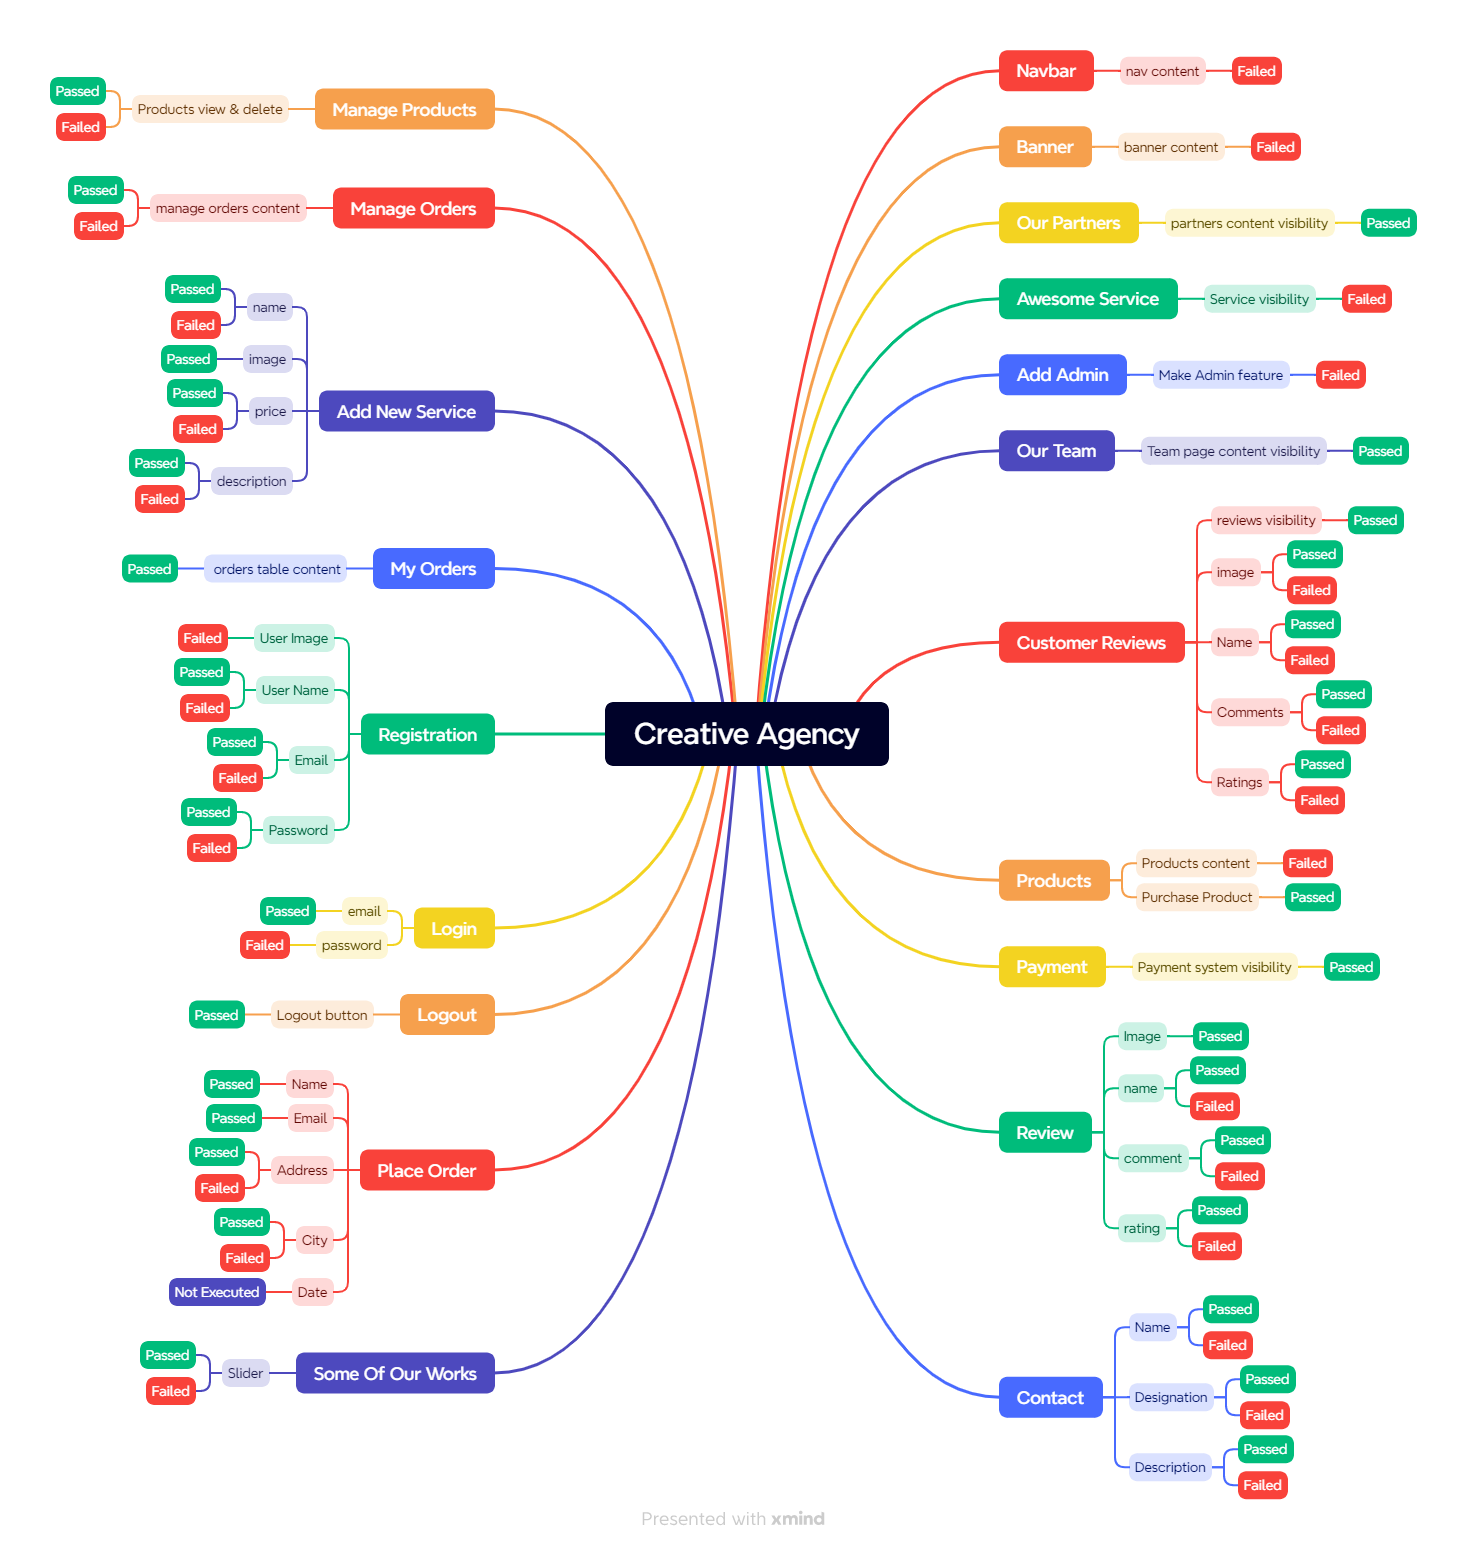 Creative Agency
Navbar
nav content
Failed
Banner
banner content
Failed
Our Partners
partners content visibility
Passed
Awesome Service
Service visibility
Failed
Add Admin
Make Admin feature
Failed
Our Team
Team page content visibility
Passed
Customer Reviews
reviews visibility
Passed
image
Passed
Failed
Name
Passed
Failed
Comments
Passed
Failed
Ratings
Passed
Failed
Products
Products content
Failed
Purchase Product
Passed
Payment
Payment system visibility
Passed
Review
Image
Passed
name
Passed
Failed
comment
Passed
Failed
rating
Passed
Failed
Contact
Name
Passed
Failed
Designation
Passed
Failed
Description
Passed
Failed
Manage Products
Products view & delete
Passed
Failed
Manage Orders
manage orders content
Passed
Failed
Add New Service
name
Passed
Failed
image
Passed
price
Passed
Failed
description
Passed
Failed
My Orders
orders table content
Passed
Registration
User Image
Failed
User Name
Passed
Failed
Email
Passed
Failed
Password
Passed
Failed
Login
email
Passed
password
Failed
Logout
Logout button
Passed
Place Order
Name
Passed
Email
Passed
Address
Passed
Failed
City
Passed
Failed
Date
Not Executed
Some Of Our Works
Slider
Passed
Failed
Presented with xmind